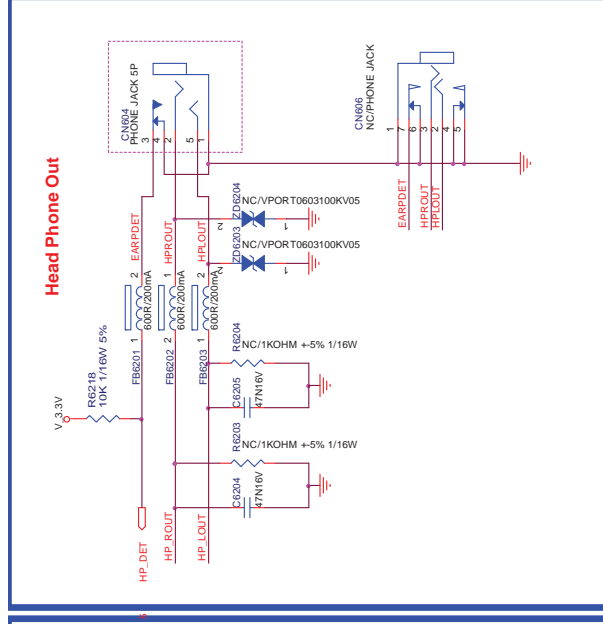 Head Phone Out
CN604
PHONE JACK 5P
3
4
2
5
1
CN606
NC/PHONE JACK
1
7
6
3
2
4
5
EARPDET
HPROUT
HPLOUT
EARPDET
HPROUT
HPLOUT
ZD6204
NC/VPORT0603100KV05
2
1
ZD6203
NC/VPORT0603100KV05
2
1
V_3.3V
R6218
10K 1/16W 5%
FB6201
1
2
600R/200mA
FB6202
2
1
600R/200mA
FB6203
1
2
600R/200mA
R6204
NC/1KOHM +-5% 1/16W
C6205
47N16V
R6203
NC/1KOHM +-5% 1/16W
C6204
47N16V
HP_DET
HP_ROUT
HP_LOUT